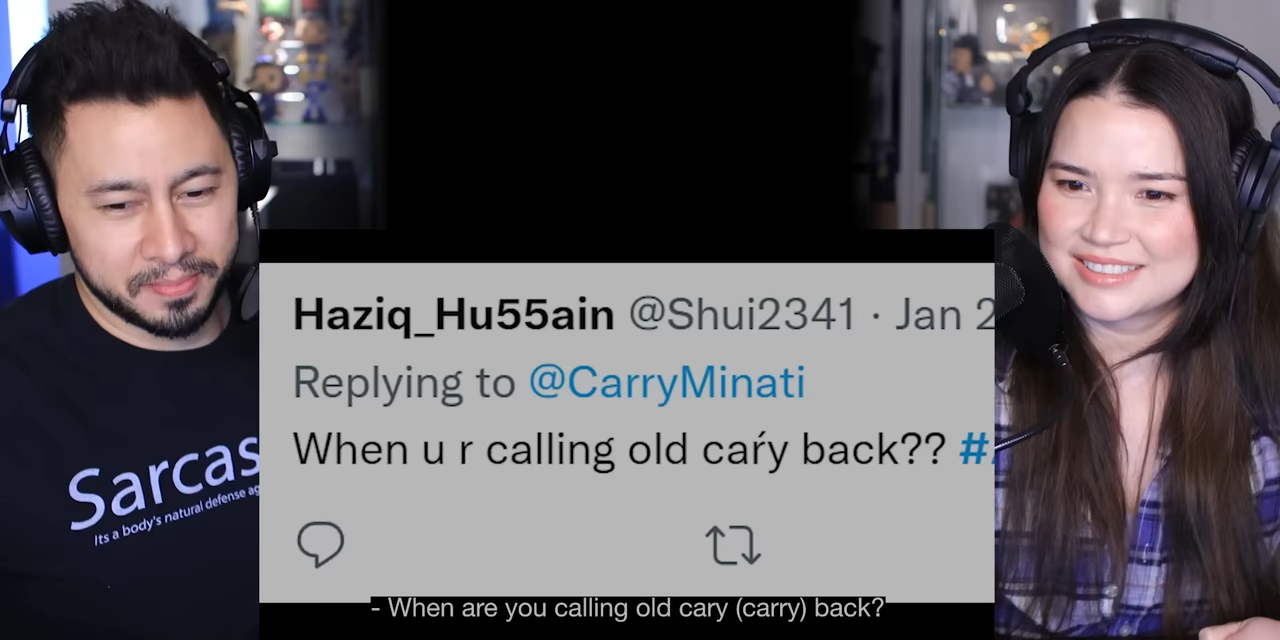 Haziq_Hu55ain @Shui2341 · Jan 2
Replying to @CarryMinati
When u r calling old caŕy back?? #
Sarcas
Its a body's natural defense ag
- When are you calling old cary (carry) back?